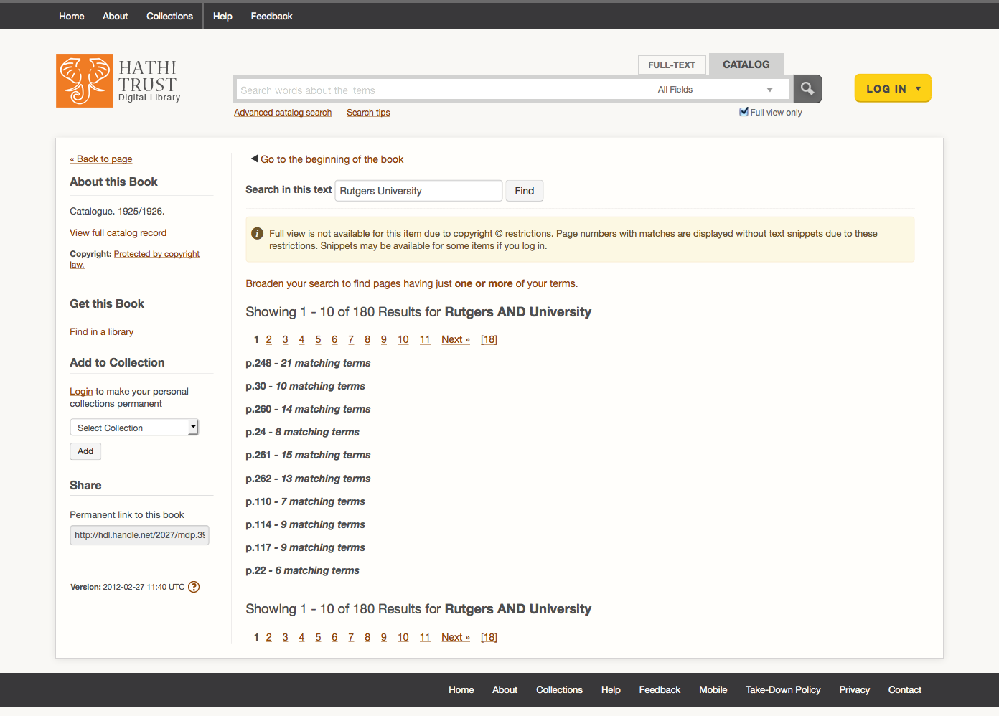 Home About Collections Help Feedback
HATHI
TRUST
Digital Library
FULL-TEXT CATALOG
Search words about the items All Fields
LOG IN ▼
Advanced catalog search Search tips Full view only
« Back to page
About this Book
Catalogue. 1925/1926.
View full catalog record
Copyright: Protected by copyright
law.
Get this Book
Find in a library
Add to Collection
Login to make your personal
collections permanent
Select Collection
Add
Share
Permanent link to this book
http://hdl.handle.net/2027/mdp.39
Version: 2012-02-27 11:40 UTC ?
Go to the beginning of the book
Search in this text Rutgers University Find
i Full view is not available for this item due to copyright © restrictions. Page numbers with matches are displayed without text snippets due to these
restrictions. Snippets may be available for some items if you log in.
Broaden your search to find pages having just one or more of your terms.
Showing 1 - 10 of 180 Results for Rutgers AND University
1 2 3 4 5 6 7 8 9 10 11 Next » [18]
p.248 - 21 matching terms
p.30 - 10 matching terms
p.260 - 14 matching terms
p.24 - 8 matching terms
p.261 - 15 matching terms
p.262 - 13 matching terms
p.110 - 7 matching terms
p.114 - 9 matching terms
p.117 - 9 matching terms
p.22 - 6 matching terms
Showing 1 - 10 of 180 Results for Rutgers AND University
1 2 3 4 5 6 7 8 9 10 11 Next » [18]
Home About Collections Help Feedback Mobile Take-Down Policy Privacy Contact